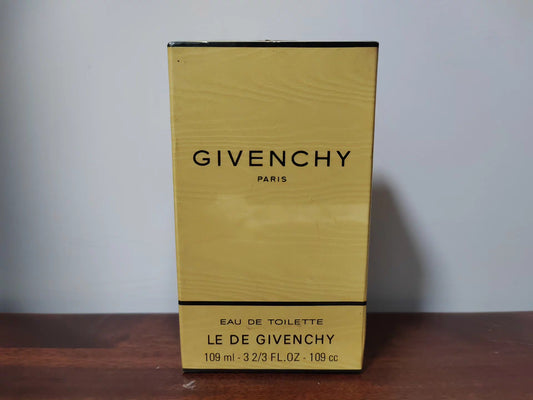 GIVENCHY
PARIS
EAU DE TOILETTE
LE DE GIVENCHY
109 ml - 3 2/3 FL.OZ - 109 cc